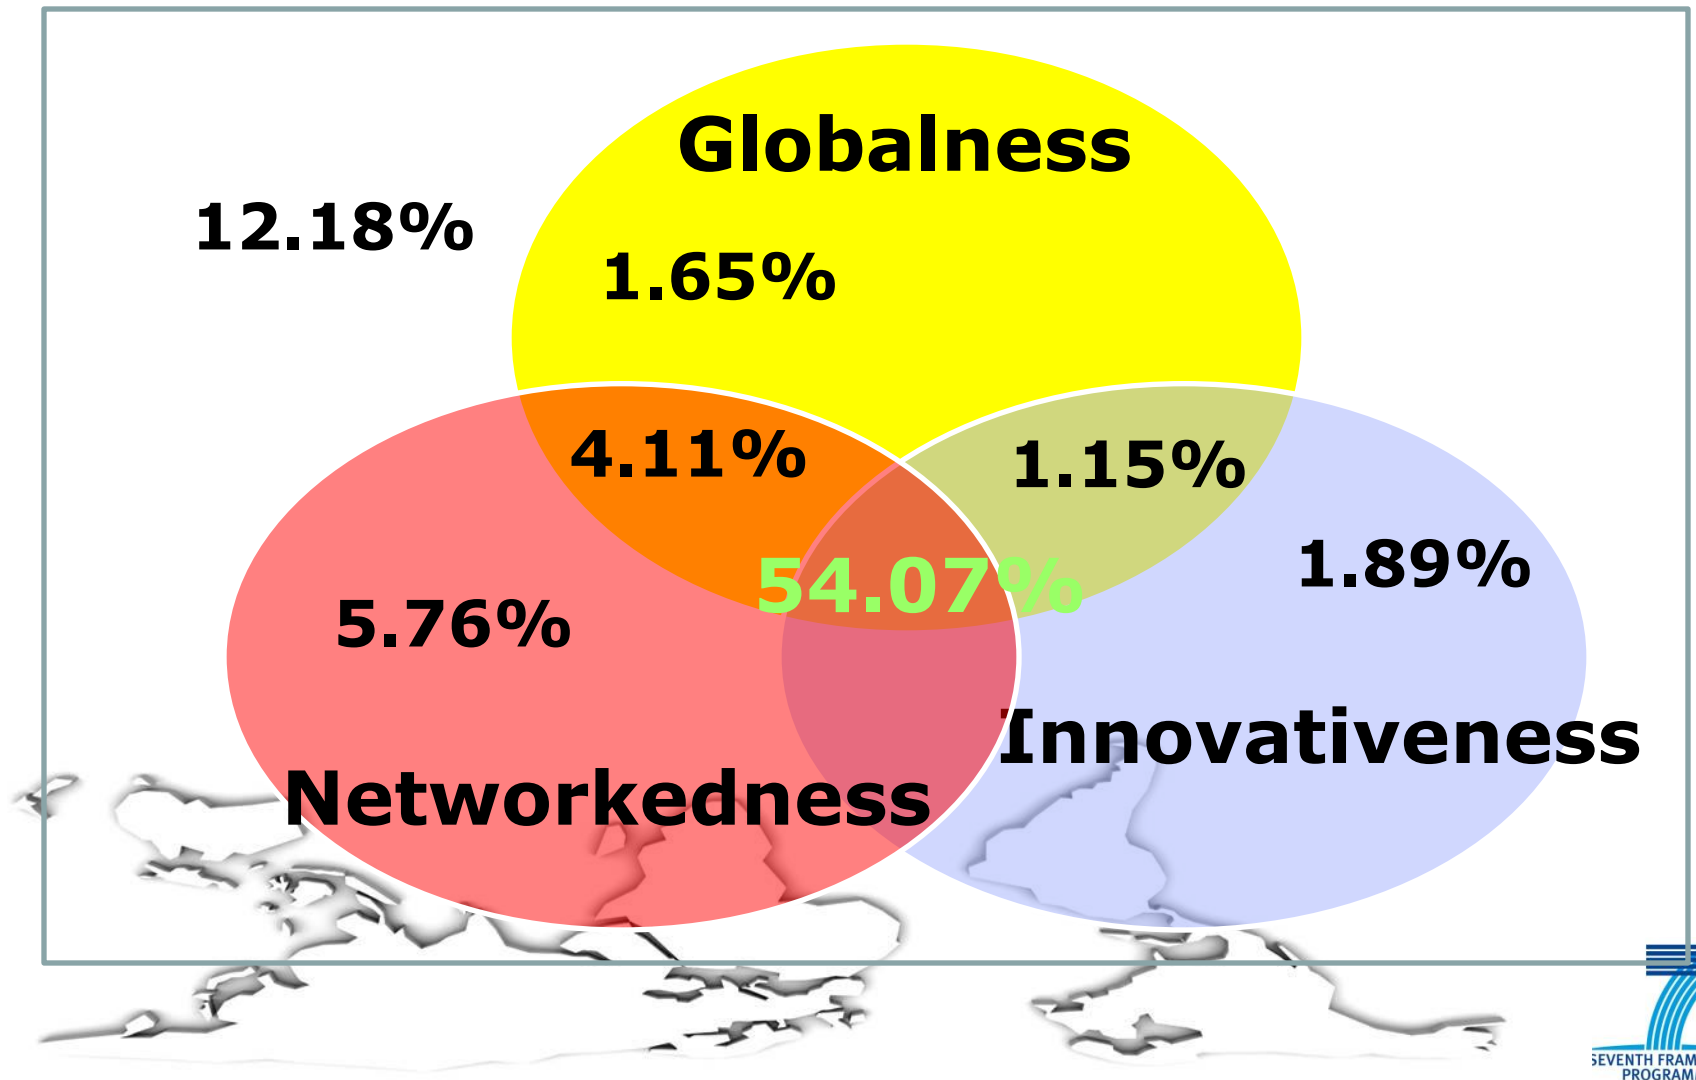 Globalness
12.18%
1.65%
4.11%
1.15%
54.07%
1.89%
5.76%
Innovativeness
Networkedness
7
SEVENTH FRAM
PROGRAM